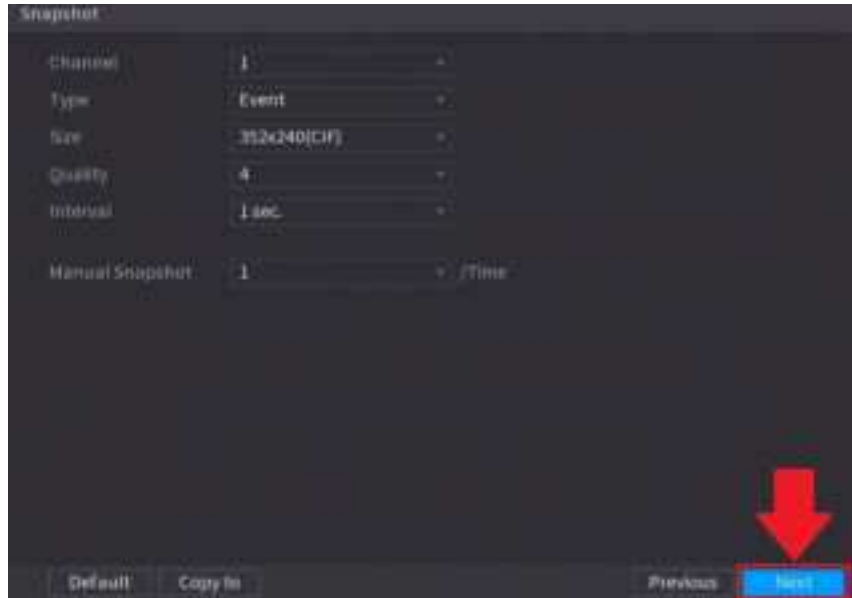 Snapshot
Channel 1
Type Event
Size 352x240(CIF)
Quality 4
Interval 1 sec.
Manual Snapshot 1 /Time
Default Copy to Previous Next